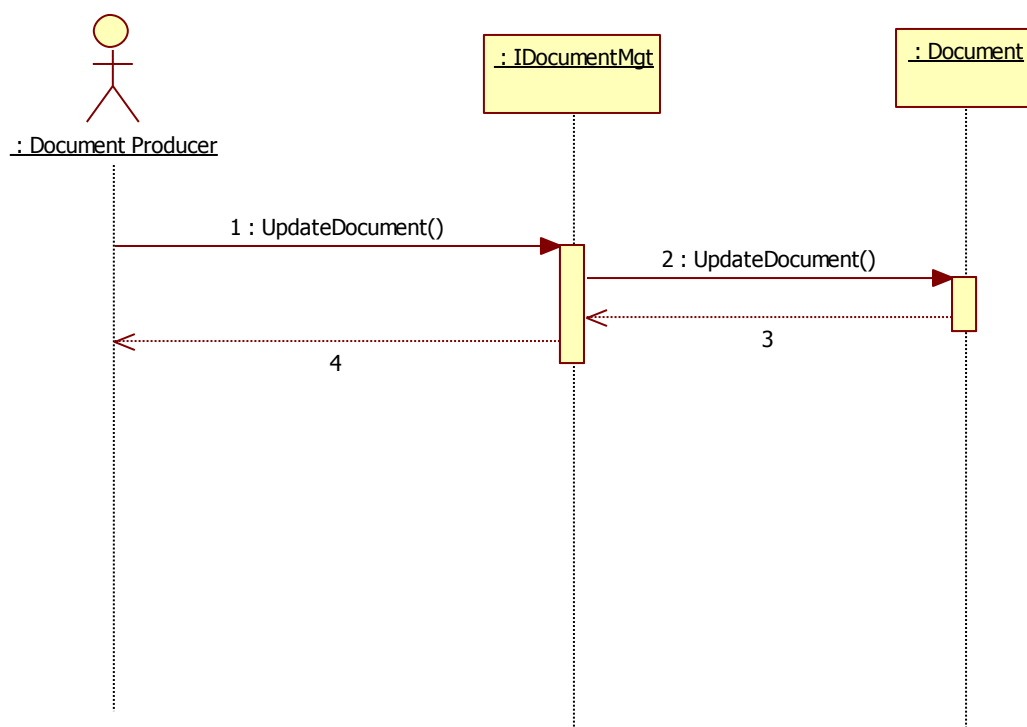 : IDocumentMgt
: Document
: Document Producer
1 : UpdateDocument()
2 : UpdateDocument()
3
4